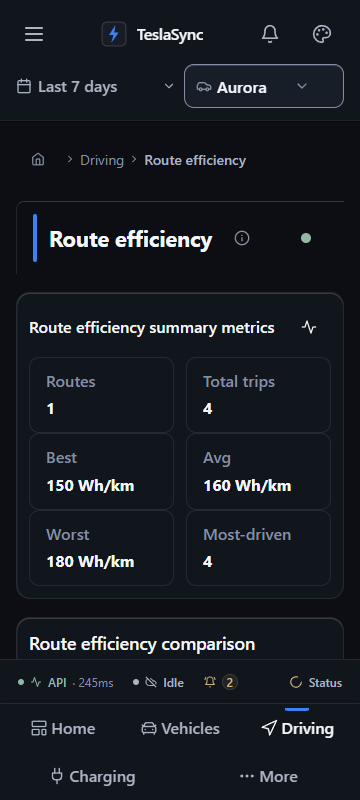 TeslaSync
Last 7 days
Aurora
Driving
Route efficiency
Route efficiency
Route efficiency summary metrics
Routes
1
Total trips
4
Best
150 Wh/km
Avg
160 Wh/km
Worst
180 Wh/km
Most-driven
4
Route efficiency comparison
API · 245ms
Idle
2
Status
Home
Vehicles
Driving
Charging
More